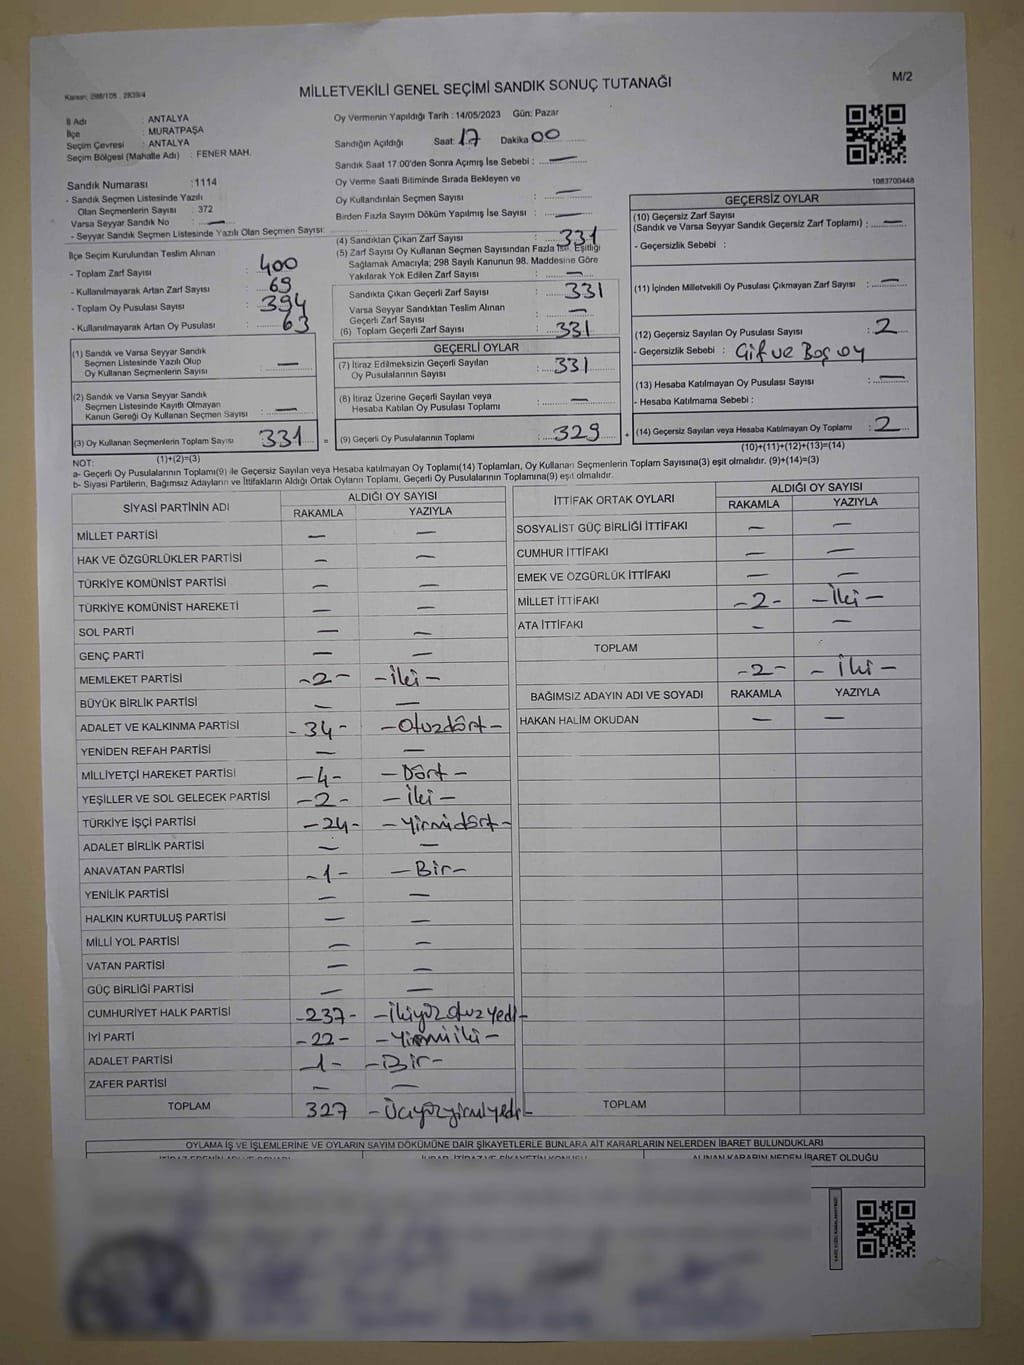 M/2
Kanun: 298/105 , 2839/4
MİLLETVEKİLİ GENEL SEÇİMİ SANDIK SONUÇ TUTANAĞI
İl Adı : ANTALYA
İlçe : MURATPAŞA
Seçim Çevresi : ANTALYA
Seçim Bölgesi (Mahalle Adı) : FENER MAH.
Sandık Numarası : 1114
- Sandık Seçmen Listesinde Yazılı
Olan Seçmenlerin Sayısı : 372
Varsa Seyyar Sandık No : —
- Seyyar Sandık Seçmen Listesinde Yazılı Olan Seçmen Sayısı:
Oy Vermenin Yapıldığı Tarih : 14/05/2023 Gün: Pazar
Sandığın Açıldığı Saat: 17 Dakika 00
Sandık Saat 17.00'den Sonra Açımış İse Sebebi : —
Oy Verme Saati Bitiminde Sırada Bekleyen ve
Oy Kullandırılan Seçmen Sayısı : —
Birden Fazla Sayım Döküm Yapılmış İse Sayısı : —
1083700448
İlçe Seçim Kurulundan Teslim Alınan :
- Toplam Zarf Sayısı : 400
- Kullanılmayarak Artan Zarf Sayısı : 69
- Toplam Oy Pusulası Sayısı : 394
- Kullanılmayarak Artan Oy Pusulası : 63
(1) Sandık ve Varsa Seyyar Sandık
Seçmen Listesinde Yazılı Olup
Oy Kullanan Seçmenlerin Sayısı : —
(2) Sandık ve Varsa Seyyar Sandık
Seçmen Listesinde Kayıtlı Olmayan
Kanun Gereği Oy Kullanan Seçmen Sayısı : —
(3) Oy Kullanan Seçmenlerin Toplam Sayısı 331 =
(1)+(2)=(3)
(4) Sandıktan Çıkan Zarf Sayısı : 331
(5) Zarf Sayısı Oy Kullanan Seçmen Sayısından Fazla İse, Eşitliği
Sağlamak Amacıyla; 298 Sayılı Kanunun 98. Maddesine Göre
Yakılarak Yok Edilen Zarf Sayısı : —
Sandıkta Çıkan Geçerli Zarf Sayısı : 331
Varsa Seyyar Sandıktan Teslim Alınan
Geçerli Zarf Sayısı : —
(6) Toplam Geçerli Zarf Sayısı : 331
GEÇERLİ OYLAR
(7) İtiraz Edilmeksizin Geçerli Sayılan
Oy Pusulalarının Sayısı : 331
(8) İtiraz Üzerine Geçerli Sayılan veya
Hesaba Katılan Oy Pusulası Toplamı : —
(9) Geçerli Oy Pusulalarının Toplamı : 329 +
GEÇERSİZ OYLAR
(10) Geçersiz Zarf Sayısı
(Sandık ve Varsa Seyyar Sandık Geçersiz Zarf Toplamı) : —
- Geçersizlik Sebebi :
(11) İçinden Milletvekili Oy Pusulası Çıkmayan Zarf Sayısı : —
(12) Geçersiz Sayılan Oy Pusulası Sayısı : 2
- Geçersizlik Sebebi : Çift ve Boş oy
(13) Hesaba Katılmayan Oy Pusulası Sayısı : —
- Hesaba Katılmama Sebebi :
(14) Geçersiz Sayılan veya Hesaba Katılmayan Oy Toplamı : 2
(10)+(11)+(12)+(13)=(14)
NOT:
a- Geçerli Oy Pusulalarının Toplamı(9) ile Geçersiz Sayılan veya Hesaba katılmayan Oy Toplamı(14) Toplamları, Oy Kullanan Seçmenlerin Toplam Sayısına(3) eşit olmalıdır. (9)+(14)=(3)
b- Siyasi Partilerin, Bağımsız Adayların ve İttifakların Aldığı Ortak Oyların Toplamı, Geçerli Oy Pusulalarının Toplamına(9) eşit olmalıdır.
SİYASİ PARTİNİN ADI ALDIĞI OY SAYISI
RAKAMLA YAZIYLA
MİLLET PARTİSİ — —
HAK VE ÖZGÜRLÜKLER PARTİSİ — —
TÜRKİYE KOMÜNİST PARTİSİ — —
TÜRKİYE KOMÜNİST HAREKETİ — —
SOL PARTİ — —
GENÇ PARTİ — —
MEMLEKET PARTİSİ -2- -İki-
BÜYÜK BİRLİK PARTİSİ — —
ADALET VE KALKINMA PARTİSİ -34- -Otuzdört-
YENİDEN REFAH PARTİSİ — —
MİLLİYETÇİ HAREKET PARTİSİ -4- -Dört-
YEŞİLLER VE SOL GELECEK PARTİSİ -2- -İki-
TÜRKİYE İŞÇİ PARTİSİ -24- -Yirmidört-
ADALET BİRLİK PARTİSİ — —
ANAVATAN PARTİSİ -1- -Bir-
YENİLİK PARTİSİ — —
HALKIN KURTULUŞ PARTİSİ — —
MİLLİ YOL PARTİSİ — —
VATAN PARTİSİ — —
GÜÇ BİRLİĞİ PARTİSİ — —
CUMHURİYET HALK PARTİSİ -237- -İkiyüzotuzyedi-
İYİ PARTİ -22- -Yirmiiki-
ADALET PARTİSİ -1- -Bir-
ZAFER PARTİSİ — —
TOPLAM 327 -Üçyüzyirmiyedi-
İTTİFAK ORTAK OYLARI ALDIĞI OY SAYISI
RAKAMLA YAZIYLA
SOSYALİST GÜÇ BİRLİĞİ İTTİFAKI — —
CUMHUR İTTİFAKI — —
EMEK VE ÖZGÜRLÜK İTTİFAKI — —
MİLLET İTTİFAKI -2- -İki-
ATA İTTİFAKI — —
TOPLAM
-2- -İki-
BAĞIMSIZ ADAYIN ADI VE SOYADI RAKAMLA YAZIYLA
HAKAN HALİM OKUDAN — —
TOPLAM
OYLAMA İŞ VE İŞLEMLERİNE VE OYLARIN SAYIM DÖKÜMÜNE DAİR ŞİKAYETLERLE BUNLARA AİT KARARLARIN NELERDEN İBARET BULUNDUKLARI
ALINAN KARARIN NEDEN İBARET OLDUĞU